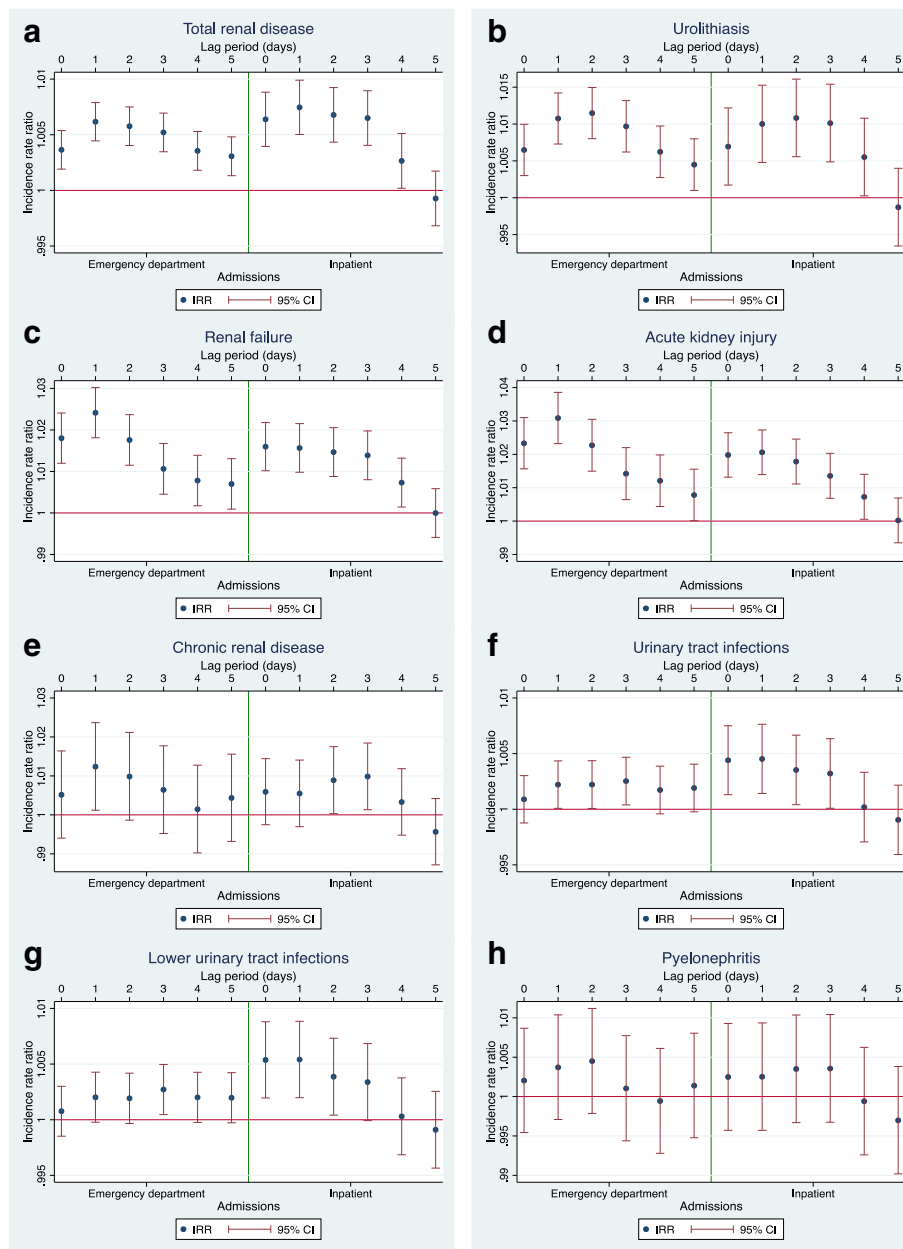 a
Total renal disease
Lag period (days)
0 1 2 3 4 5 0 1 2 3 4 5
Incidence rate ratio
1.01
1.005
1
.995
Emergency department Inpatient
Admissions
IRR 95% CI
b
Urolithiasis
Lag period (days)
0 1 2 3 4 5 0 1 2 3 4 5
Incidence rate ratio
1.015
1.01
1.005
1
.995
Emergency department Inpatient
Admissions
IRR 95% CI
c
Renal failure
Lag period (days)
0 1 2 3 4 5 0 1 2 3 4 5
Incidence rate ratio
1.03
1.02
1.01
1
.99
Emergency department Inpatient
Admissions
IRR 95% CI
d
Acute kidney injury
Lag period (days)
0 1 2 3 4 5 0 1 2 3 4 5
Incidence rate ratio
1.04
1.03
1.02
1.01
1
.99
Emergency department Inpatient
Admissions
IRR 95% CI
e
Chronic renal disease
Lag period (days)
0 1 2 3 4 5 0 1 2 3 4 5
Incidence rate ratio
1.03
1.02
1.01
1
.99
Emergency department Inpatient
Admissions
IRR 95% CI
f
Urinary tract infections
Lag period (days)
0 1 2 3 4 5 0 1 2 3 4 5
Incidence rate ratio
1.01
1.005
1
.995
Emergency department Inpatient
Admissions
IRR 95% CI
g
Lower urinary tract infections
Lag period (days)
0 1 2 3 4 5 0 1 2 3 4 5
Incidence rate ratio
1.01
1.005
1
.995
Emergency department Inpatient
Admissions
IRR 95% CI
h
Pyelonephritis
Lag period (days)
0 1 2 3 4 5 0 1 2 3 4 5
Incidence rate ratio
1.01
1.005
1
.995
.99
Emergency department Inpatient
Admissions
IRR 95% CI